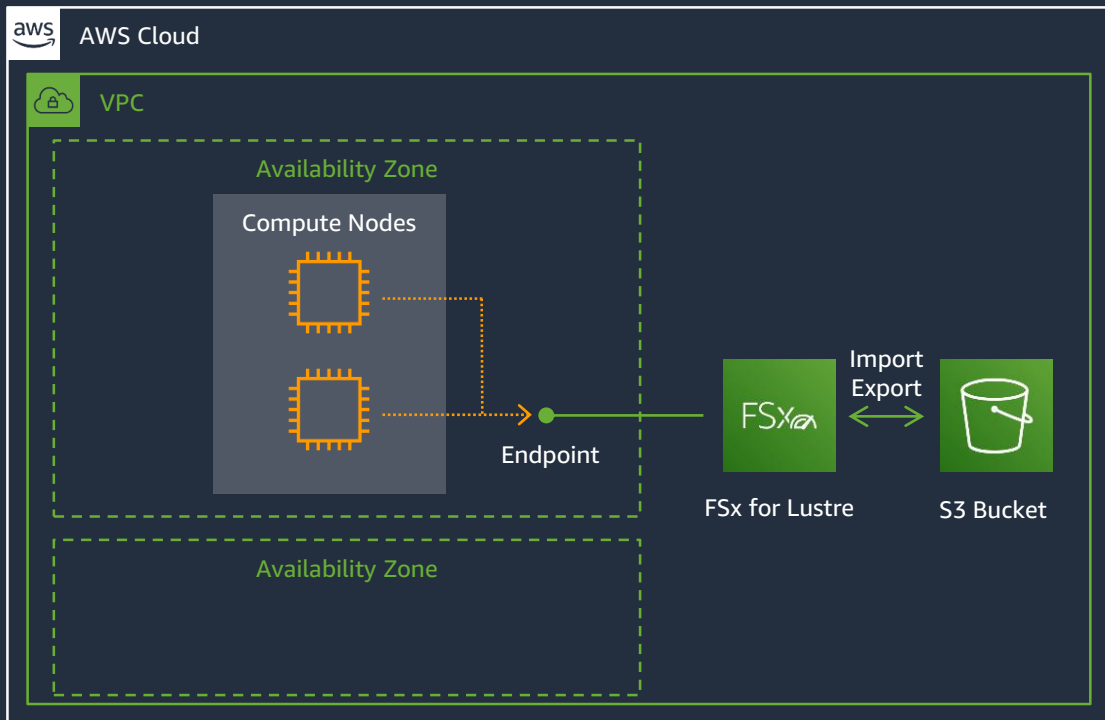 aws
AWS Cloud
VPC
Availability Zone
Compute Nodes
Endpoint
FSx
FSx for Lustre
Import
Export
S3 Bucket
Availability Zone